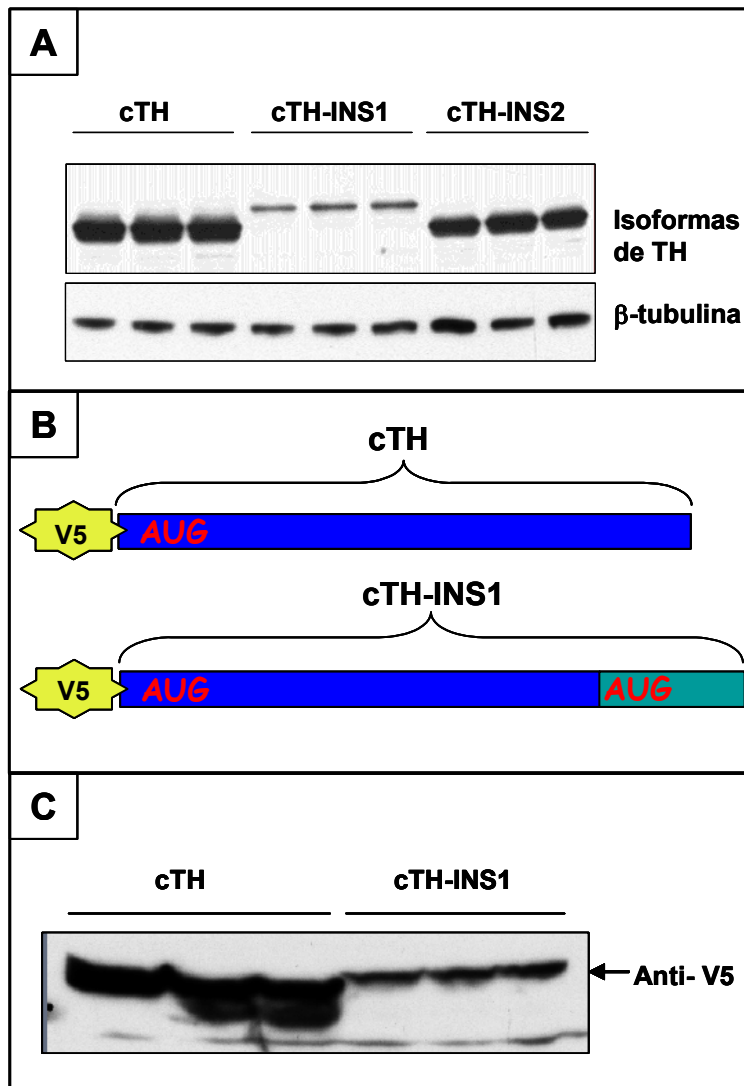 A
cTH cTH-INS1 cTH-INS2
Isoformas
de TH
β-tubulina
B
cTH
V5 AUG
cTH-INS1
V5 AUG AUG
C
cTH cTH-INS1
Anti- V5